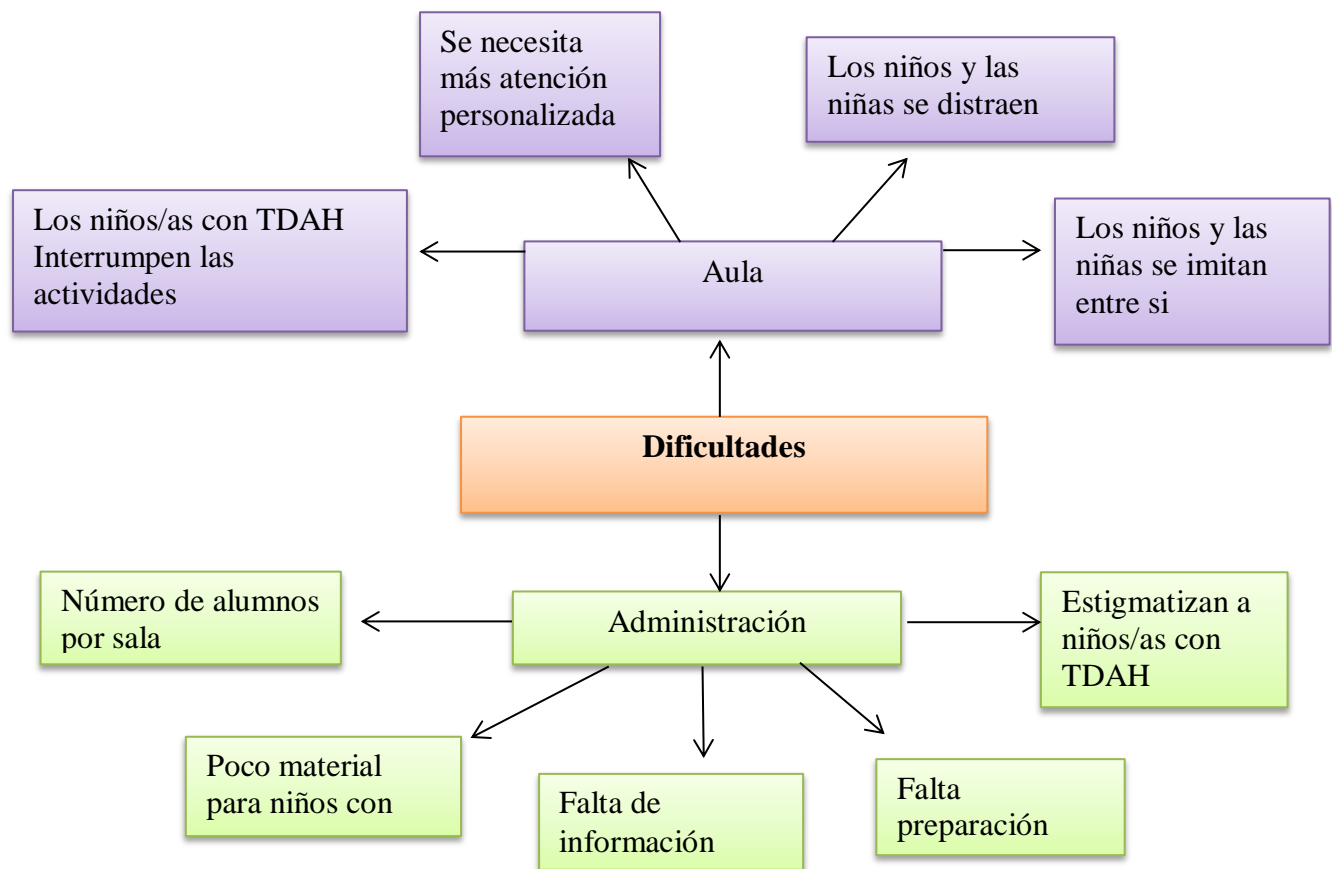 Se necesita
más atención
personalizada
Los niños y las
niñas se distraen
Los niños/as con TDAH
Interrumpen las
actividades
Aula
Los niños y las
niñas se imitan
entre si
Dificultades
Número de alumnos
por sala
Administración
Estigmatizan a
niños/as con
TDAH
Poco material
para niños con
Falta de
información
Falta
preparación